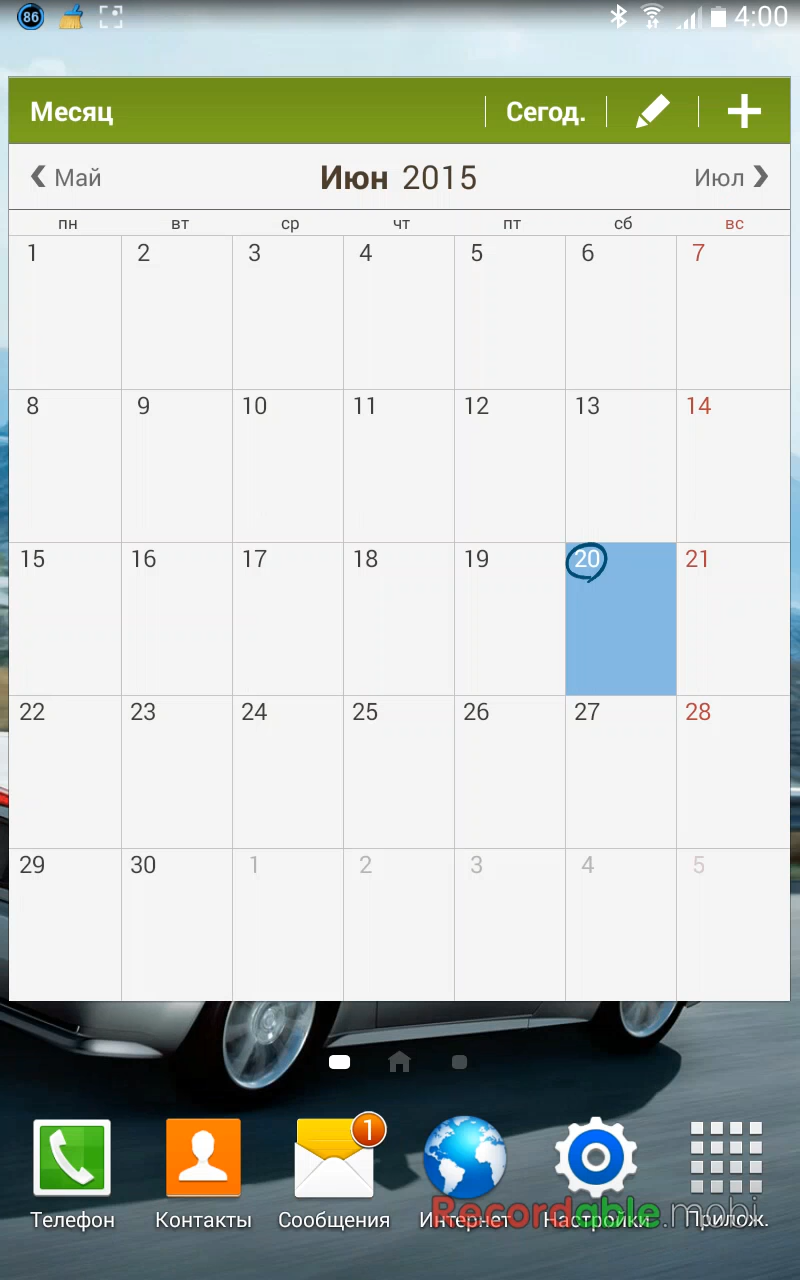 86 4:00
Месяц Сегод.
Май Июн 2015 Июл
пн вт ср чт пт сб вс
1 2 3 4 5 6 7
8 9 10 11 12 13 14
15 16 17 18 19 20 21
22 23 24 25 26 27 28
29 30 1 2 3 4 5
1
Телефон Контакты Сообщения Интернет Настройки Прилож.
Recordable.mobi